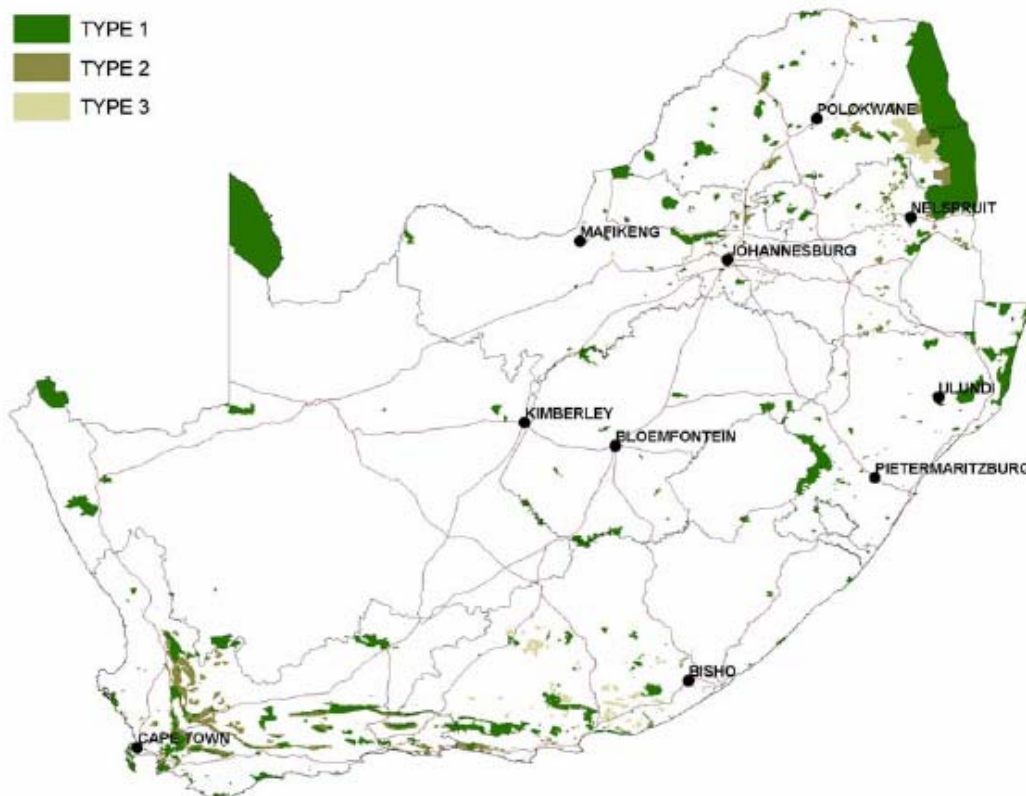 TYPE 1
TYPE 2
TYPE 3
POLOKWANE
NELSPRUIT
MAFIKENG
JOHANNESBURG
ULUNDI
KIMBERLEY
BLOEMFONTEIN
PIETERMARITZBURG
BISHO
CAPE TOWN